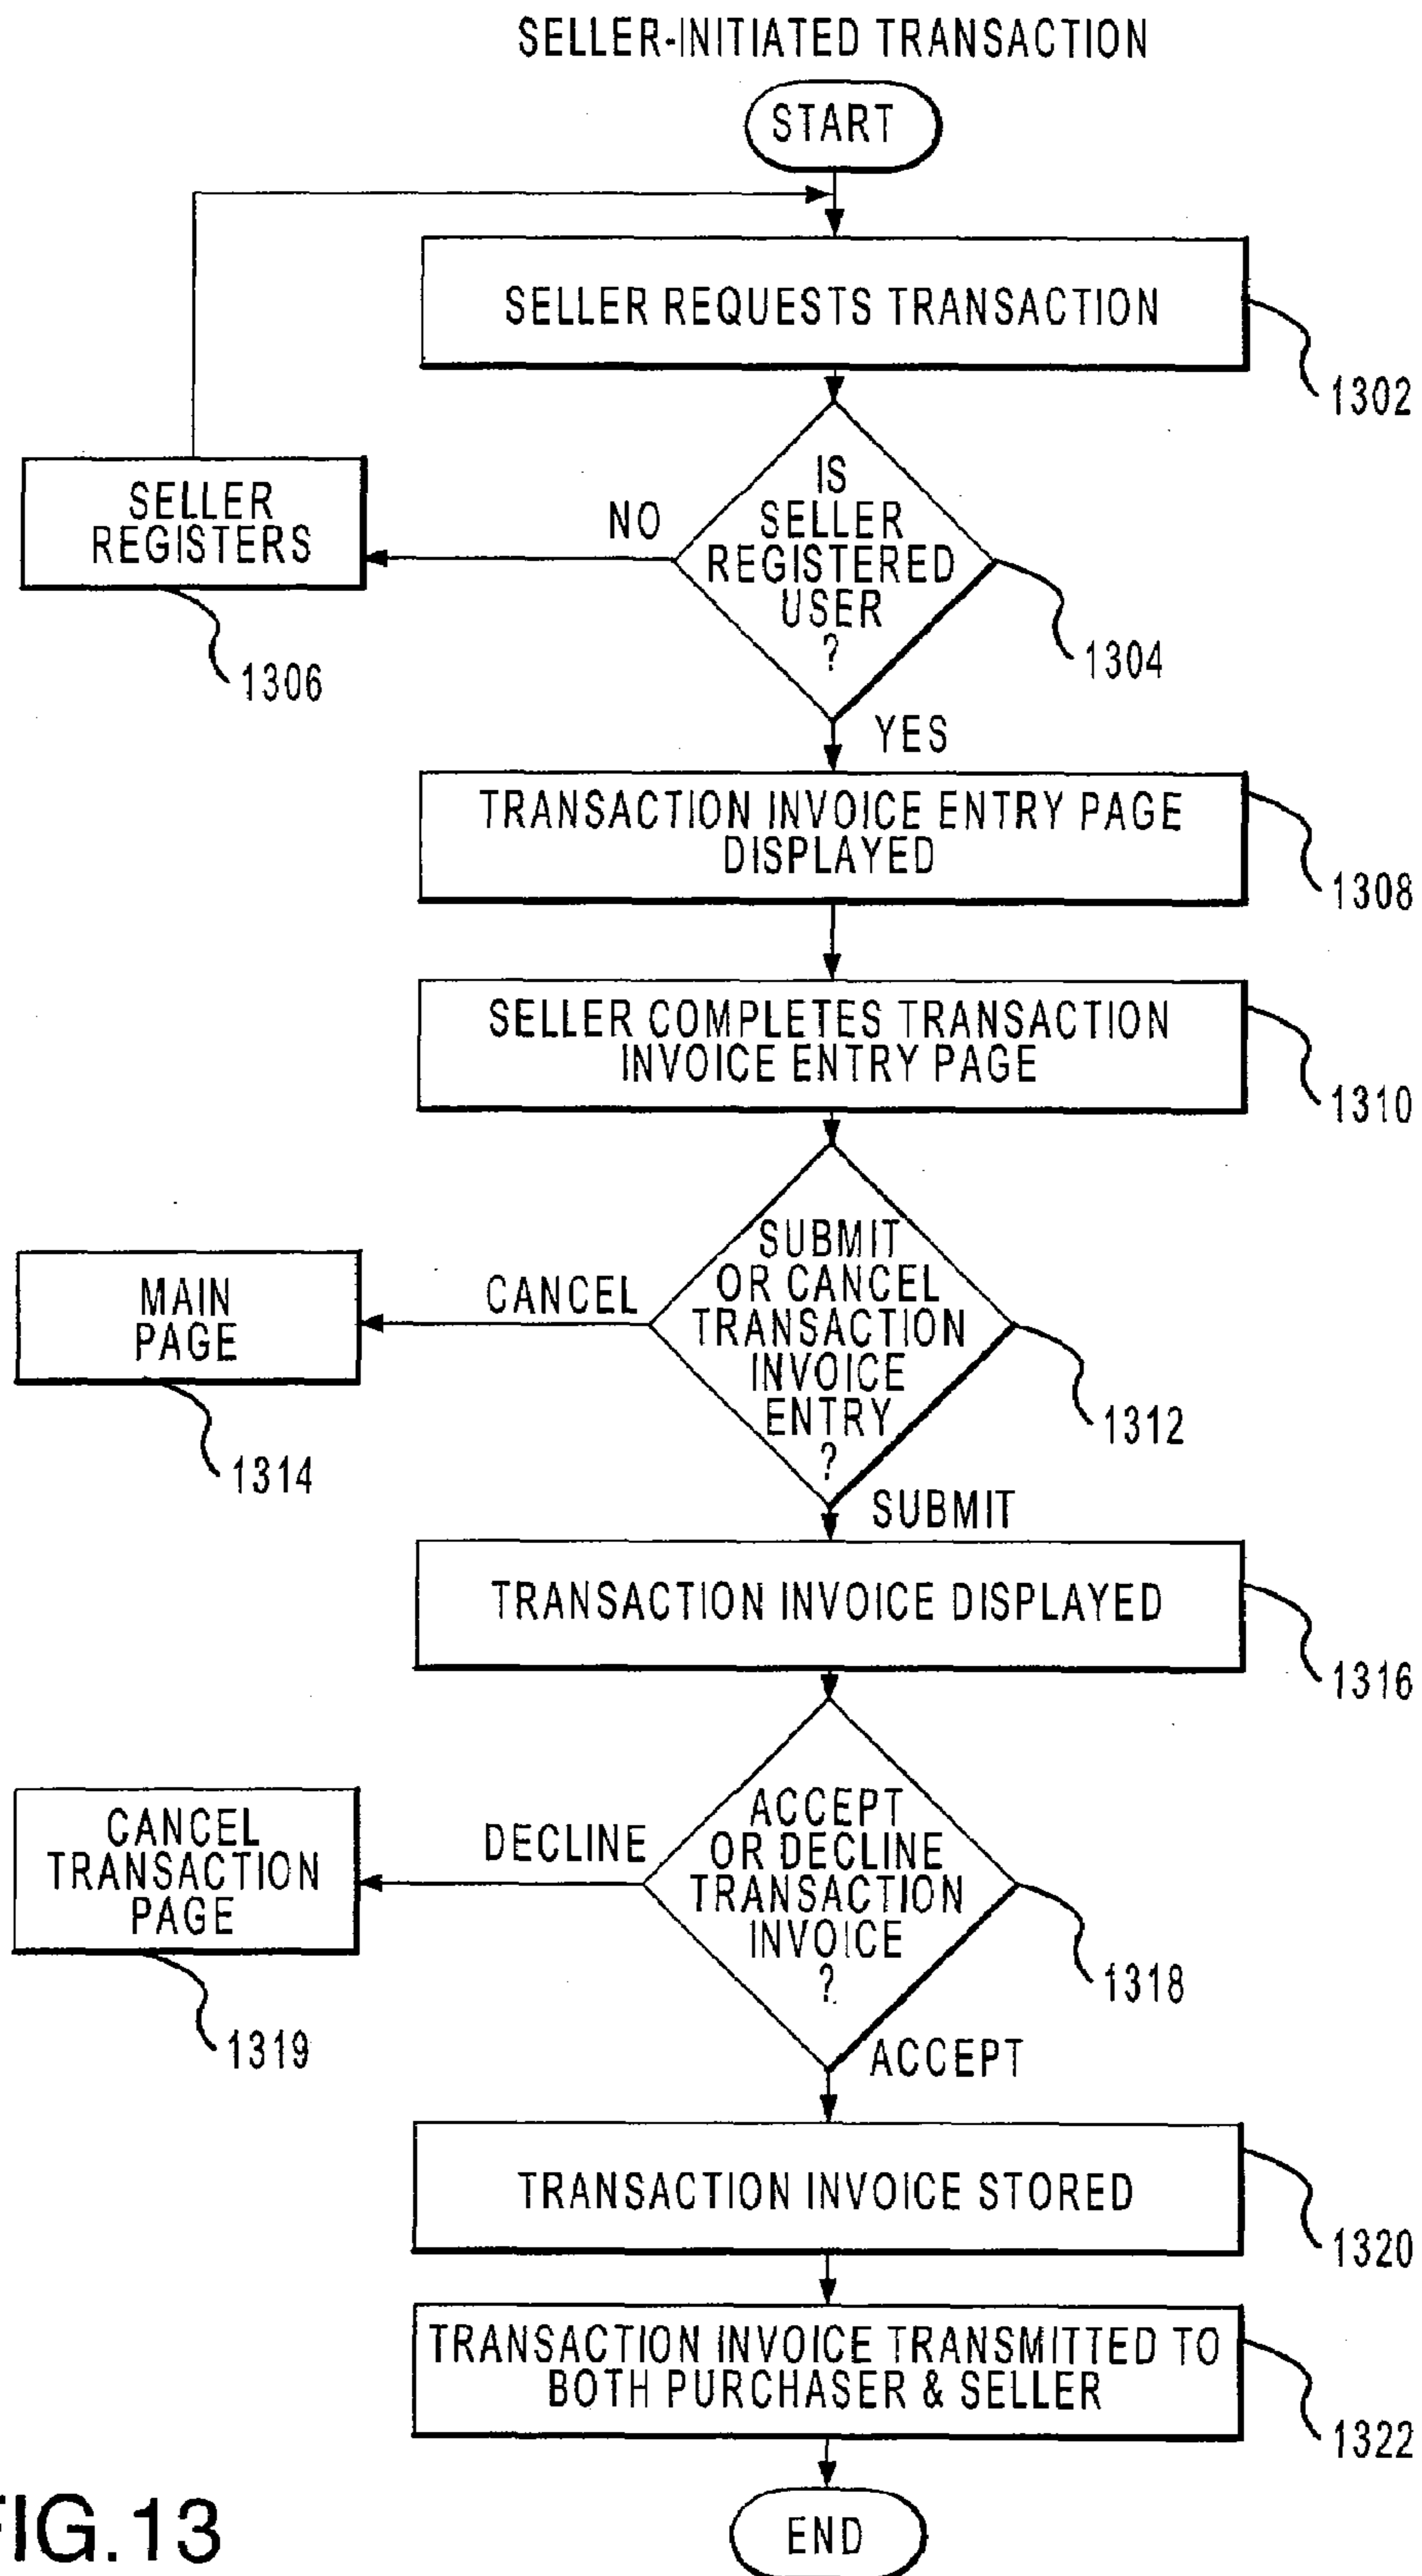 SELLER-INITIATED TRANSACTION
START
SELLER REQUESTS TRANSACTION
1302
IS
SELLER
REGISTERED
USER
?
1304
NO
SELLER
REGISTERS
1306
YES
TRANSACTION INVOICE ENTRY PAGE
DISPLAYED
1308
SELLER COMPLETES TRANSACTION
INVOICE ENTRY PAGE
1310
SUBMIT
OR CANCEL
TRANSACTION
INVOICE
ENTRY
?
1312
CANCEL
MAIN
PAGE
1314
SUBMIT
TRANSACTION INVOICE DISPLAYED
1316
ACCEPT
OR DECLINE
TRANSACTION
INVOICE
?
1318
DECLINE
CANCEL
TRANSACTION
PAGE
1319
ACCEPT
TRANSACTION INVOICE STORED
1320
TRANSACTION INVOICE TRANSMITTED TO
BOTH PURCHASER & SELLER
1322
END
FIG.13